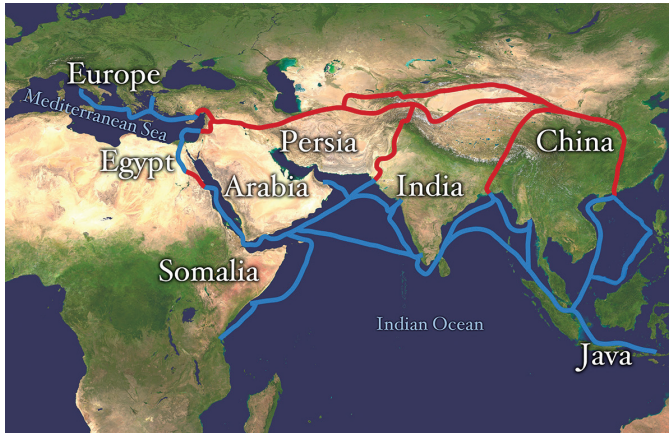 Europe
Mediterranean Sea
Egypt
Persia
China
Arabia
India
Somalia
Indian Ocean
Java